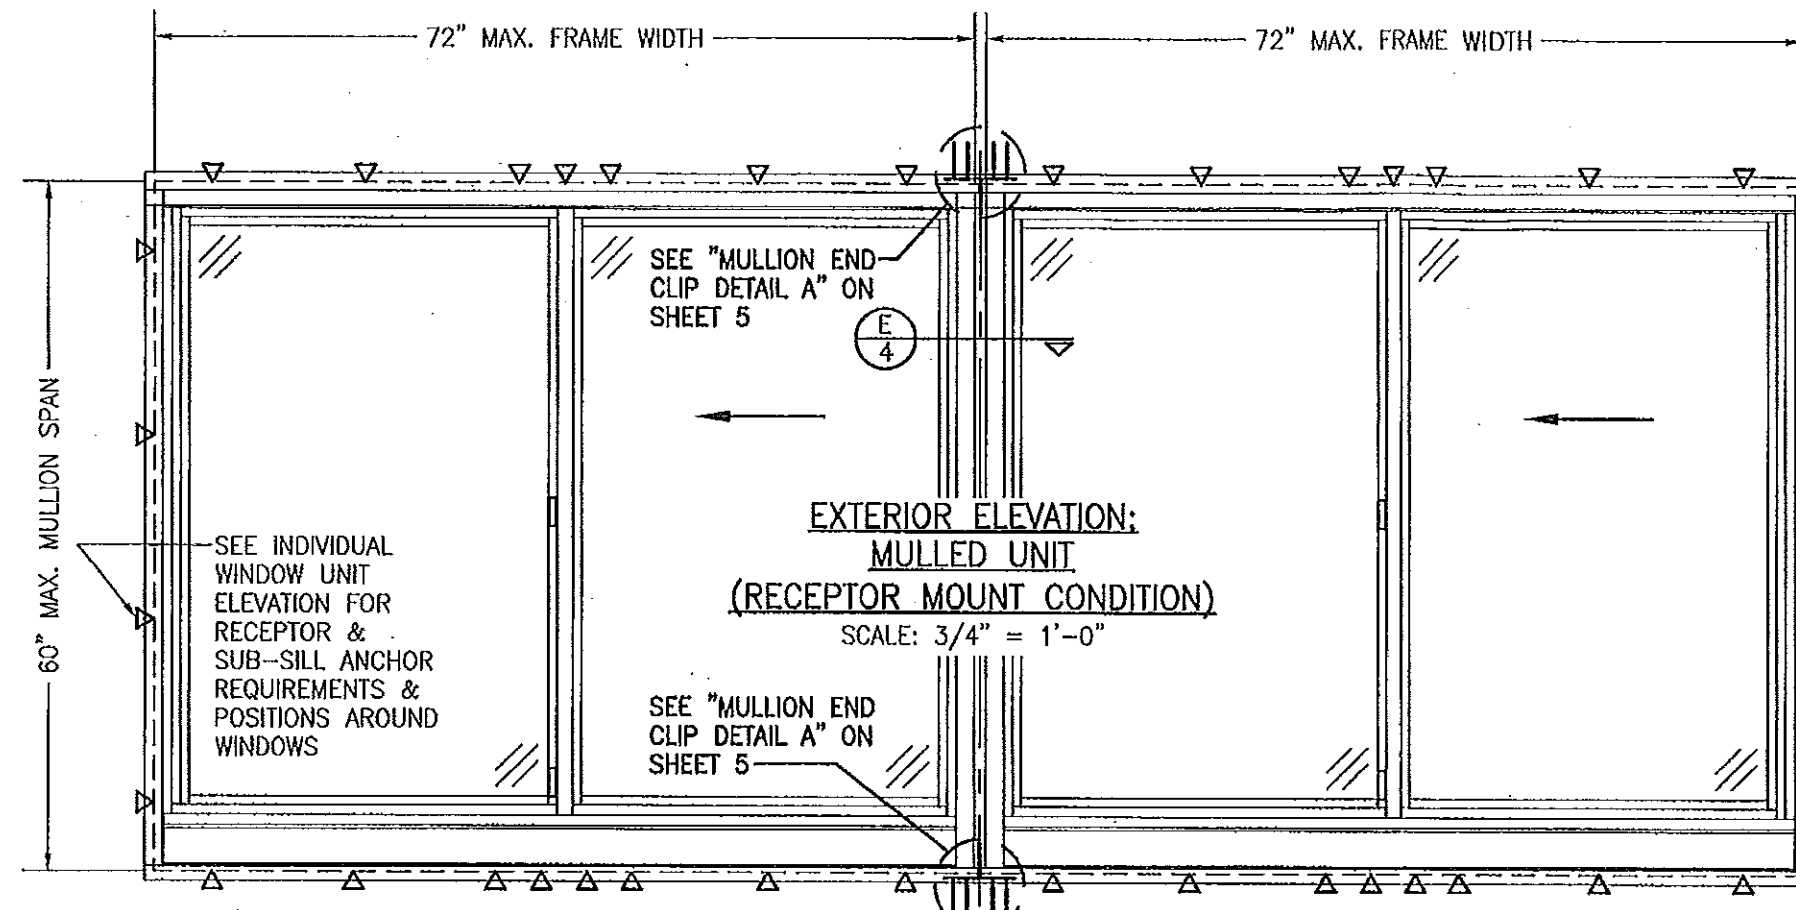 72" MAX. FRAME WIDTH
72" MAX. FRAME WIDTH
SEE "MULLION END
CLIP DETAIL A" ON
SHEET 5
E
4
60" MAX. MULLION SPAN
EXTERIOR ELEVATION:
MULLED UNIT
(RECEPTOR MOUNT CONDITION)
SCALE: 3/4" = 1'-0"
SEE INDIVIDUAL
WINDOW UNIT
ELEVATION FOR
RECEPTOR &
SUB-SILL ANCHOR
REQUIREMENTS &
POSITIONS AROUND
WINDOWS
SEE "MULLION END
CLIP DETAIL A" ON
SHEET 5